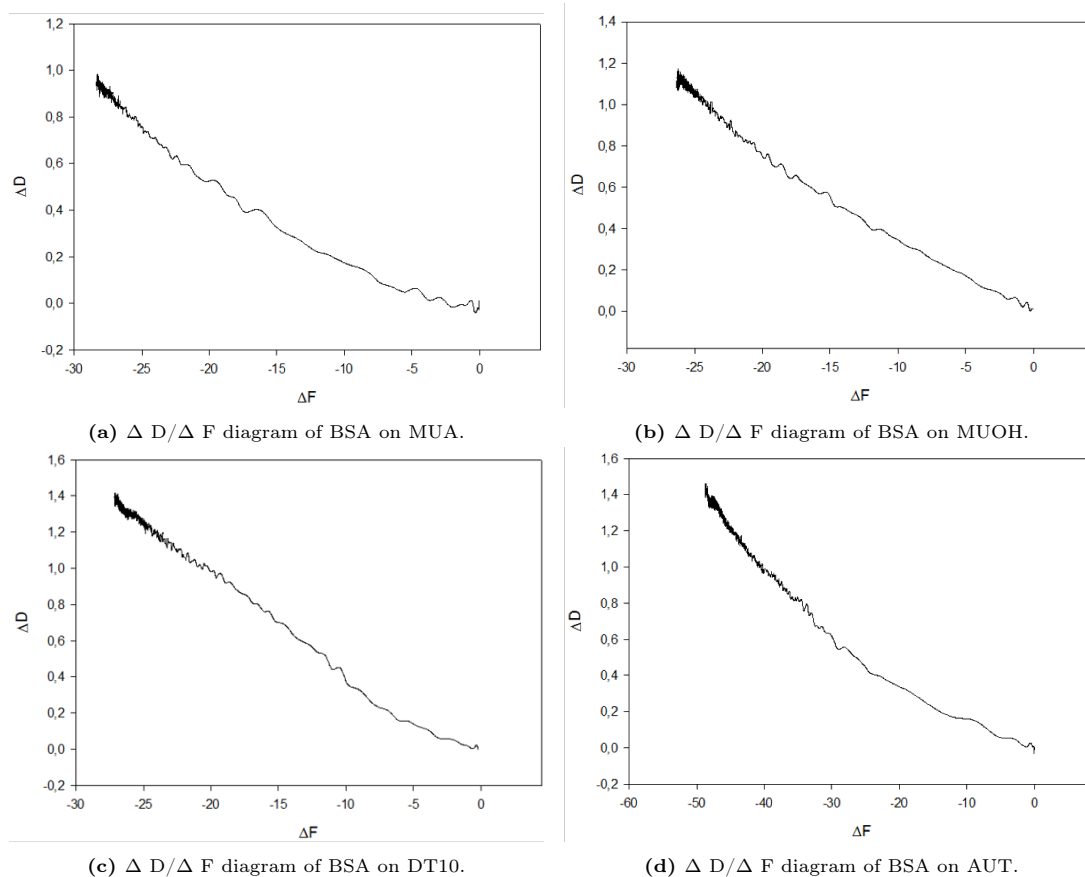 1,2
1,0
0,8
0,6
0,4
0,2
0,0
-0,2
ΔD
-30 -25 -20 -15 -10 -5 0
ΔF
(a) Δ D/Δ F diagram of BSA on MUA.
1,4
1,2
1,0
0,8
0,6
0,4
0,2
0,0
ΔD
-30 -25 -20 -15 -10 -5 0
ΔF
(b) Δ D/Δ F diagram of BSA on MUOH.
1,6
1,4
1,2
1,0
0,8
0,6
0,4
0,2
0,0
-0,2
ΔD
-30 -25 -20 -15 -10 -5 0
ΔF
(c) Δ D/Δ F diagram of BSA on DT10.
1,6
1,4
1,2
1,0
0,8
0,6
0,4
0,2
0,0
-0,2
ΔD
-60 -50 -40 -30 -20 -10 0
ΔF
(d) Δ D/Δ F diagram of BSA on AUT.